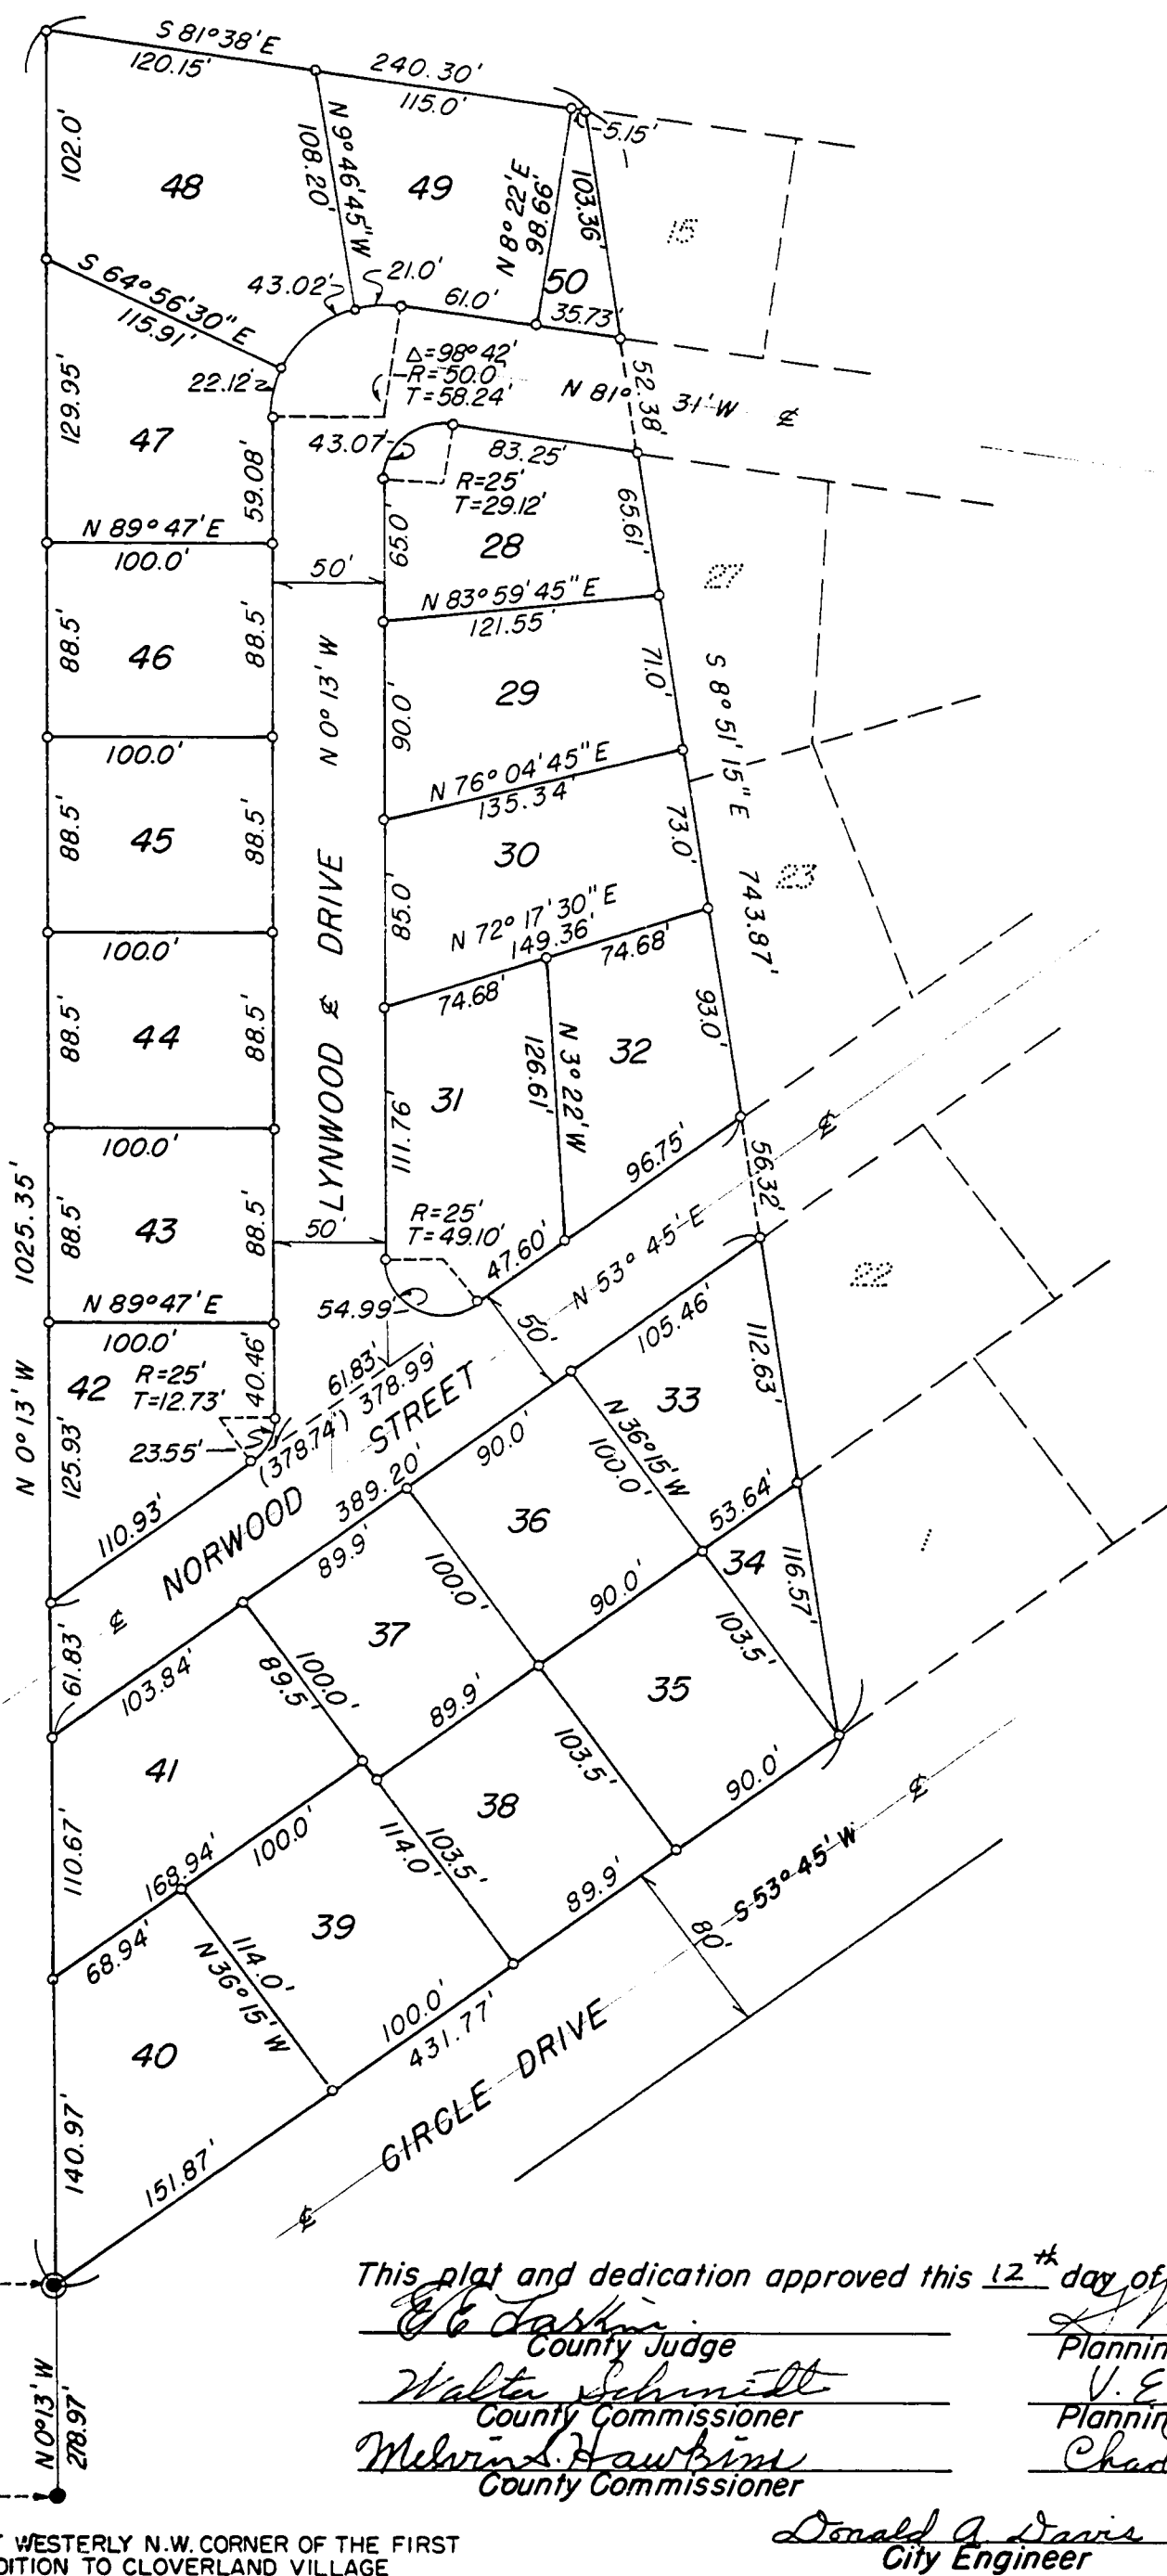 S 81°38'E
120.15'
240.30'
115.0'
5.15'
102.0'
48
N 9°46'45"W
108.20'
49
N 8°22'E
98.66'
103.36'
50
15
S 64°56'30"E
115.91'
43.02'
21.0'
61.0'
35.73'
22.12'
Δ=98°42'
R=50.0'
T=58.24'
52.38'
N 81° 31' W ℄
129.95'
47
59.08'
43.07'
83.25'
R=25'
T=29.12'
65.0'
65.61'
28
27
N 89°47'E
100.0'
50'
N 83°59'45"E
121.55'
88.5'
46
88.5'
90.0'
29
71.0'
S 8°51'15"E 743.87'
100.0'
N 76°04'45"E
135.34'
88.5'
45
98.5'
85.0'
30
73.0'
23
LYNWOOD ℄ DRIVE N 0°13'W
100.0'
N 72°17'30"E
149.36'
74.68'
74.68'
88.5'
44
88.5'
111.76'
31
126.61'
N 3°22'W
32
93.0'
100.0'
96.75'
56.32'
℄
88.5'
43
88.5'
50'
R=25'
T=49.10'
47.60'
N 53°45'E
22
N 0°13'W 1025.35'
N 89°47'E
100.0'
54.99'
50'
105.46'
112.63'
42
R=25'
T=12.73'
40.46'
23.55'
125.93'
61.83'
(378.74') 378.99'
110.93'
℄ NORWOOD STREET
389.20'
90.0'
33
N 36°15'W
100.0'
53.64'
36
34
1
89.9'
100.0'
90.0'
116.57'
61.83'
103.84'
37
100.0'
89.5'
89.9'
103.5'
35
41
110.67'
168.94'
100.0'
38
103.5'
114.0'
103.5'
90.0'
℄
68.94'
39
114.0'
N 36°15'W
89.9'
80'
S 53°45'W
40
100.0'
431.77'
140.97'
151.87'
℄ CIRCLE DRIVE
This plat and dedication approved this 12th day of
E E Laskin
County Judge
Plannin
Walter Schmidt
V. E
County Commissioner
Plannin
Melvin S. Hawkins
Chad
County Commissioner
N 0°13'W
278.97'
Donald A. Davis
City Engineer
WESTERLY N.W. CORNER OF THE FIRST
DITION TO CLOVERLAND VILLAGE